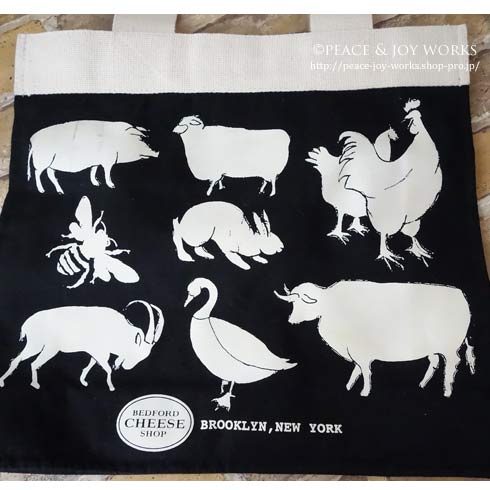 ©PEACE & JOY WORKS
http://peace-joy-works.shop-pro.jp/
BEDFORD
CHEESE
SHOP
BROOKLYN, NEW YORK